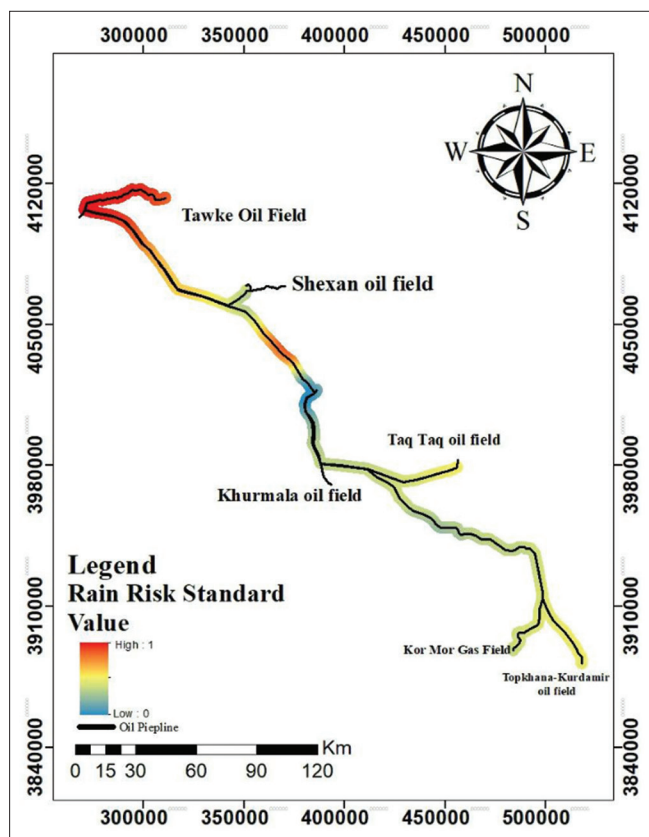 300000 350000 400000 450000 500000
N
W E
S
4120000 4120000
Tawke Oil Field
Shexan oil field
4050000 4050000
Taq Taq oil field
3980000 3980000
Khurmala oil field
Legend
Rain Risk Standard
Value
High : 1
Low : 0
Oil Piepline
3910000 3910000
Kor Mor Gas Field
Topkhana-Kurdamir
oil field
Km
0 15 30 60 90 120
3840000 3840000
300000 350000 400000 450000 500000